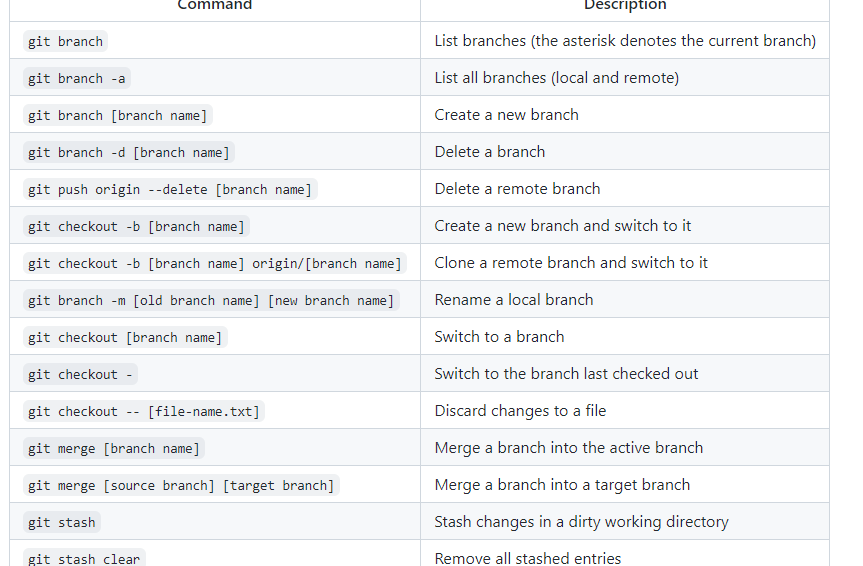 Command Description
git branch List branches (the asterisk denotes the current branch)
git branch -a List all branches (local and remote)
git branch [branch name] Create a new branch
git branch -d [branch name] Delete a branch
git push origin --delete [branch name] Delete a remote branch
git checkout -b [branch name] Create a new branch and switch to it
git checkout -b [branch name] origin/[branch name] Clone a remote branch and switch to it
git branch -m [old branch name] [new branch name] Rename a local branch
git checkout [branch name] Switch to a branch
git checkout - Switch to the branch last checked out
git checkout -- [file-name.txt] Discard changes to a file
git merge [branch name] Merge a branch into the active branch
git merge [source branch] [target branch] Merge a branch into a target branch
git stash Stash changes in a dirty working directory
git stash clear Remove all stashed entries